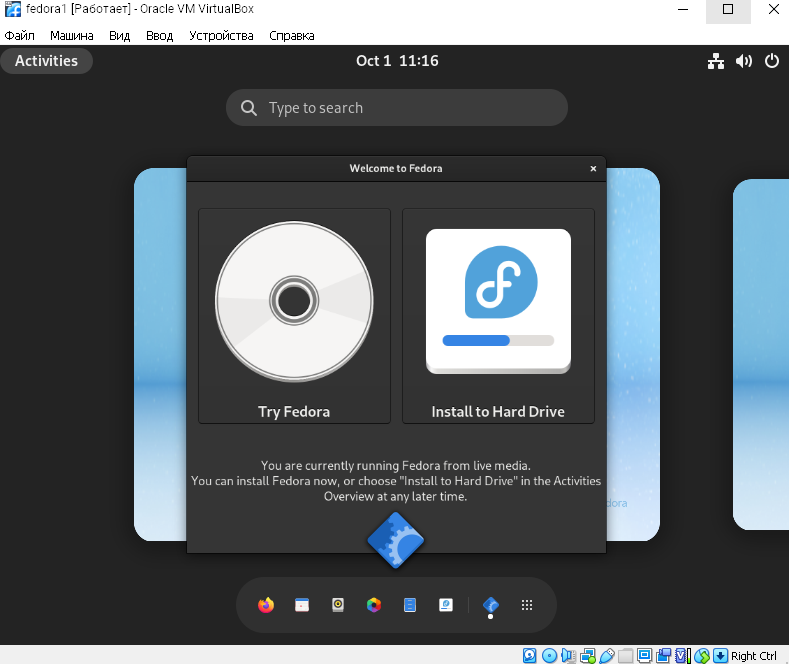 fedora1 [Работает] - Oracle VM VirtualBox
Файл Машина Вид Ввод Устройства Справка
Activities
Oct 1 11:16
Type to search
Welcome to Fedora
Try Fedora
Install to Hard Drive
You are currently running Fedora from live media.
You can install Fedora now, or choose "Install to Hard Drive" in the Activities
Overview at any later time.
dora
Right Ctrl